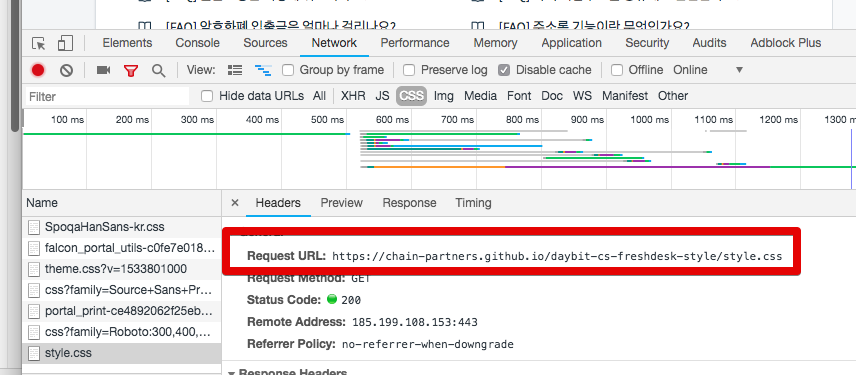 [FAQ] 암호화폐 입출금은 얼마나 걸리나요? [FAQ] 주소록 기능이란 무엇인가요?
Elements Console Sources Network Performance Memory Application Security Audits Adblock Plus
View: Group by frame Preserve log Disable cache Offline Online
Filter Hide data URLs All XHR JS CSS Img Media Font Doc WS Manifest Other
100 ms 200 ms 300 ms 400 ms 500 ms 600 ms 700 ms 800 ms 900 ms 1000 ms 1100 ms 1200 ms 1300
Name × Headers Preview Response Timing
SpoqaHanSans-kr.css
falcon_portal_utils-c0fe7e018...
theme.css?v=1533801000
css?family=Source+Sans+Pr...
portal_print-ce4892062f25eb...
css?family=Roboto:300,400,...
style.css
Request URL: https://chain-partners.github.io/daybit-cs-freshdesk-style/style.css
Request Method: GET
Status Code: 200
Remote Address: 185.199.108.153:443
Referrer Policy: no-referrer-when-downgrade
Response Headers